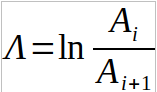 Λ = ln A_i / A_{i+1}